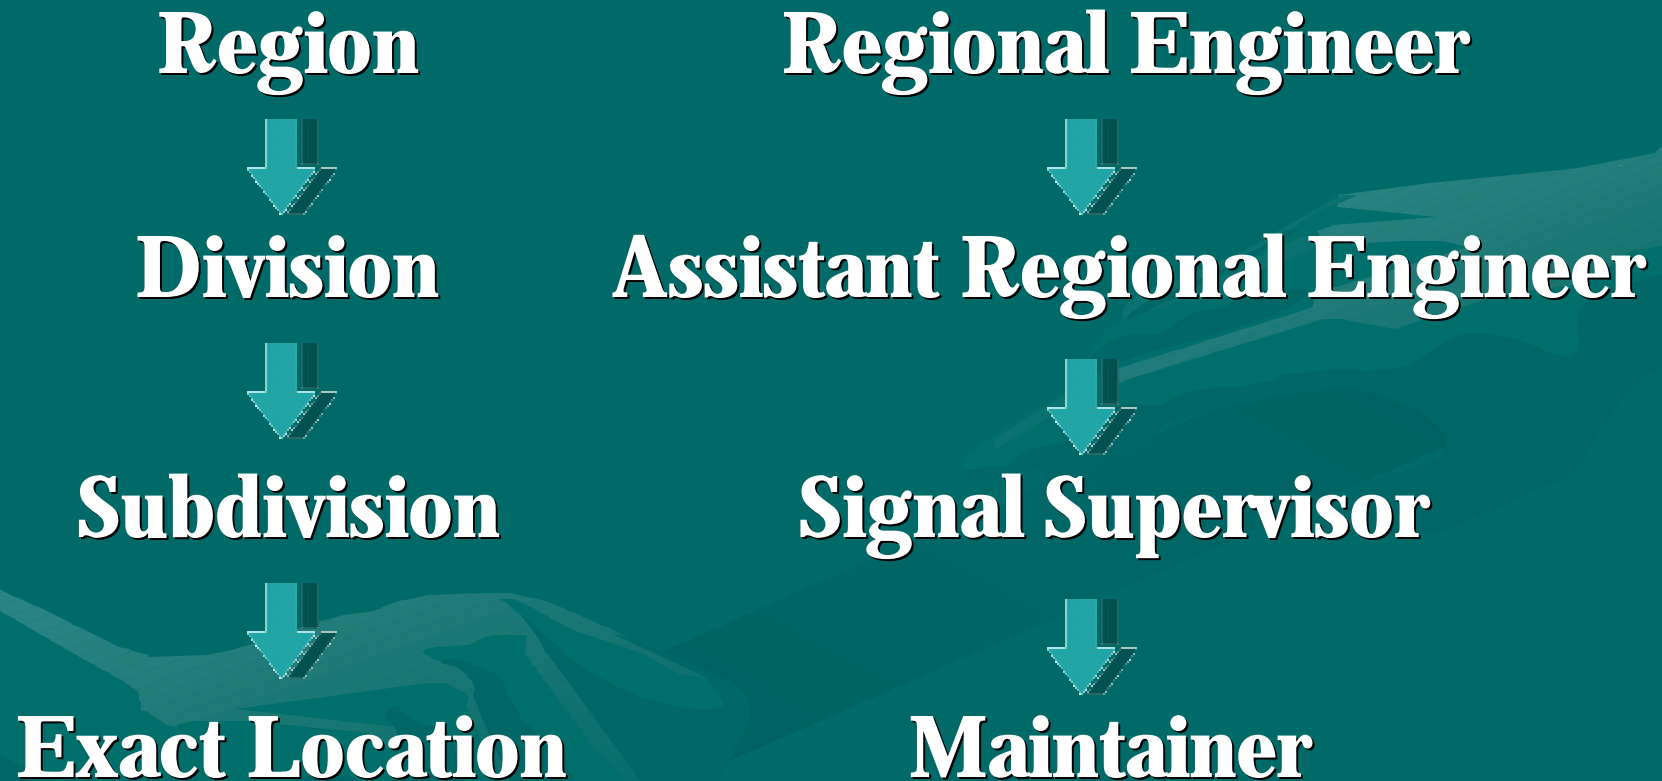 Region
Regional Engineer
Division
Assistant Regional Engineer
Subdivision
Signal Supervisor
Exact Location
Maintainer